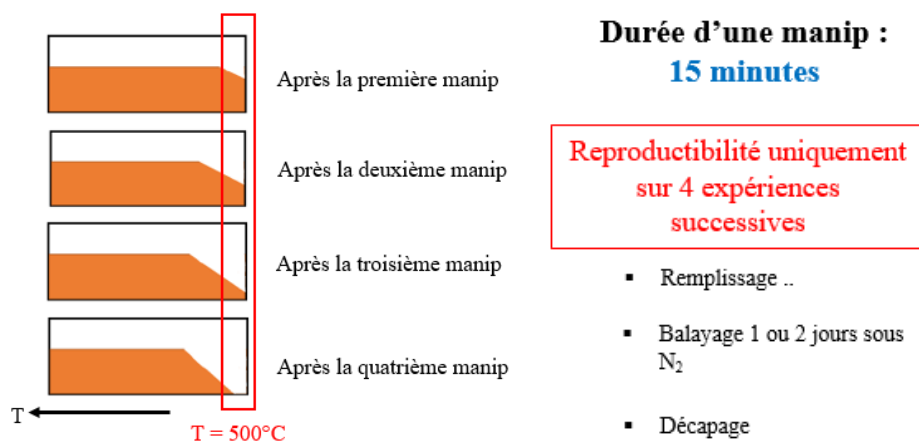 Après la première manip
Après la deuxième manip
Après la troisième manip
Après la quatrième manip
T
T = 500°C
Durée d’une manip :
15 minutes
Reproductibilité uniquement
sur 4 expériences
successives
▪ Remplissage ..
▪ Balayage 1 ou 2 jours sous
N₂
▪ Décapage